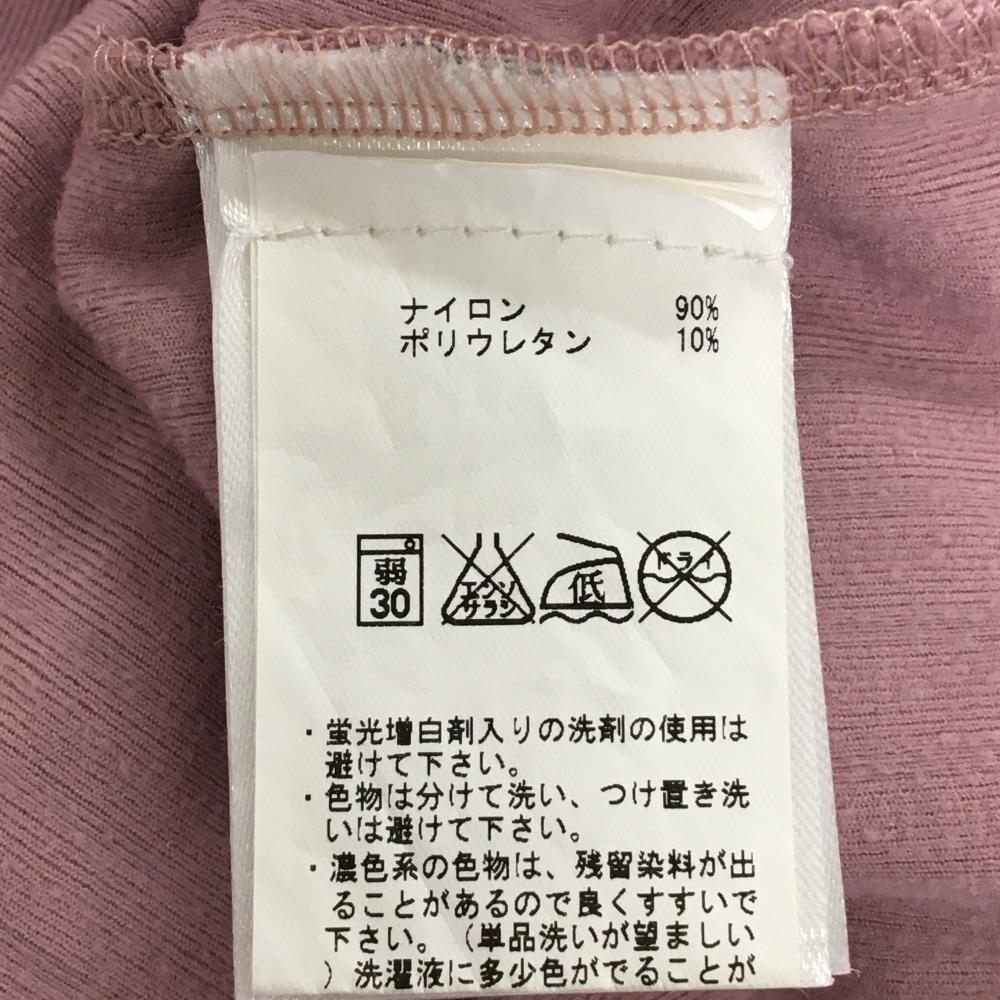 ナイロン 90%
ポリウレタン 10%
弱 30
エンソ サラシ
低
ドライ
・蛍光増白剤入りの洗剤の使用は
避けて下さい。
・色物は分けて洗い、つけ置き洗
いは避けて下さい。
・濃色系の色物は、残留染料が出
ることがあるので良くすすいで
下さい。（単品洗いが望ましい
）洗濯液に多少色がでることが